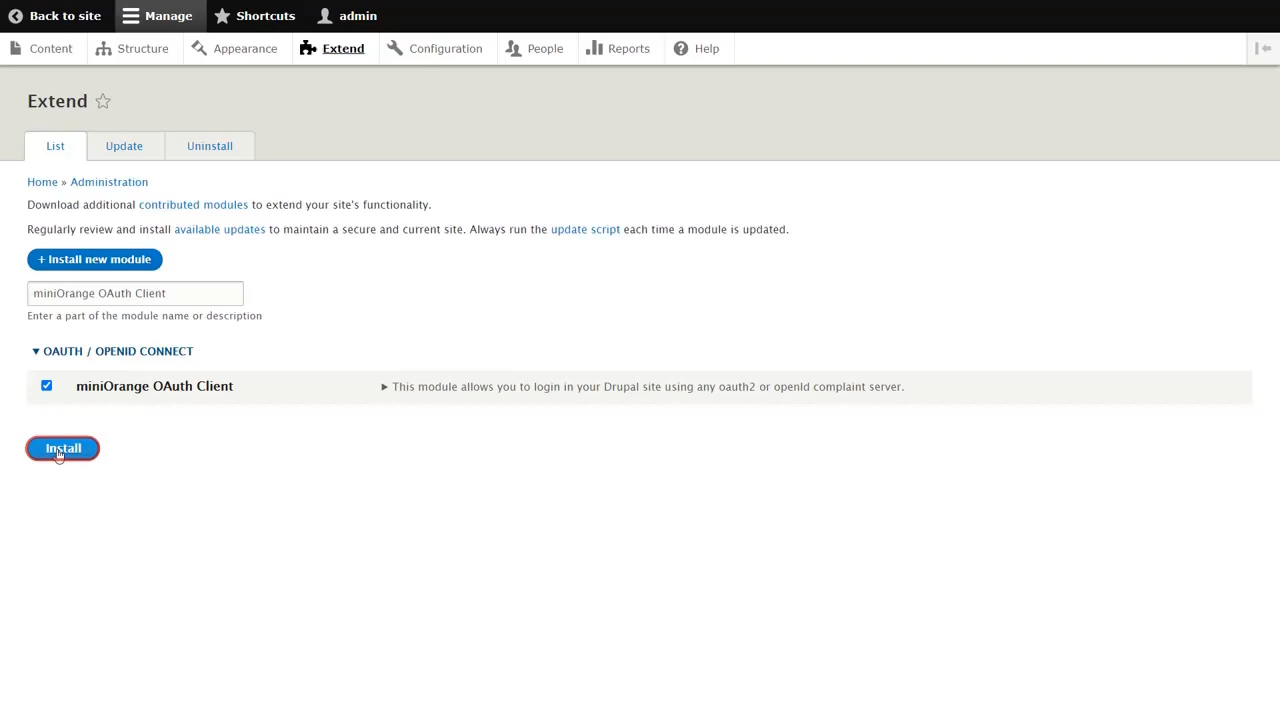 Back to site Manage Shortcuts admin
Content Structure Appearance Extend Configuration People Reports Help
Extend
List Update Uninstall
Home » Administration
Download additional contributed modules to extend your site's functionality.
Regularly review and install available updates to maintain a secure and current site. Always run the update script each time a module is updated.
+ Install new module
miniOrange OAuth Client
Enter a part of the module name or description
▼ OAUTH / OPENID CONNECT
miniOrange OAuth Client ► This module allows you to login in your Drupal site using any oauth2 or openId complaint server.
Install